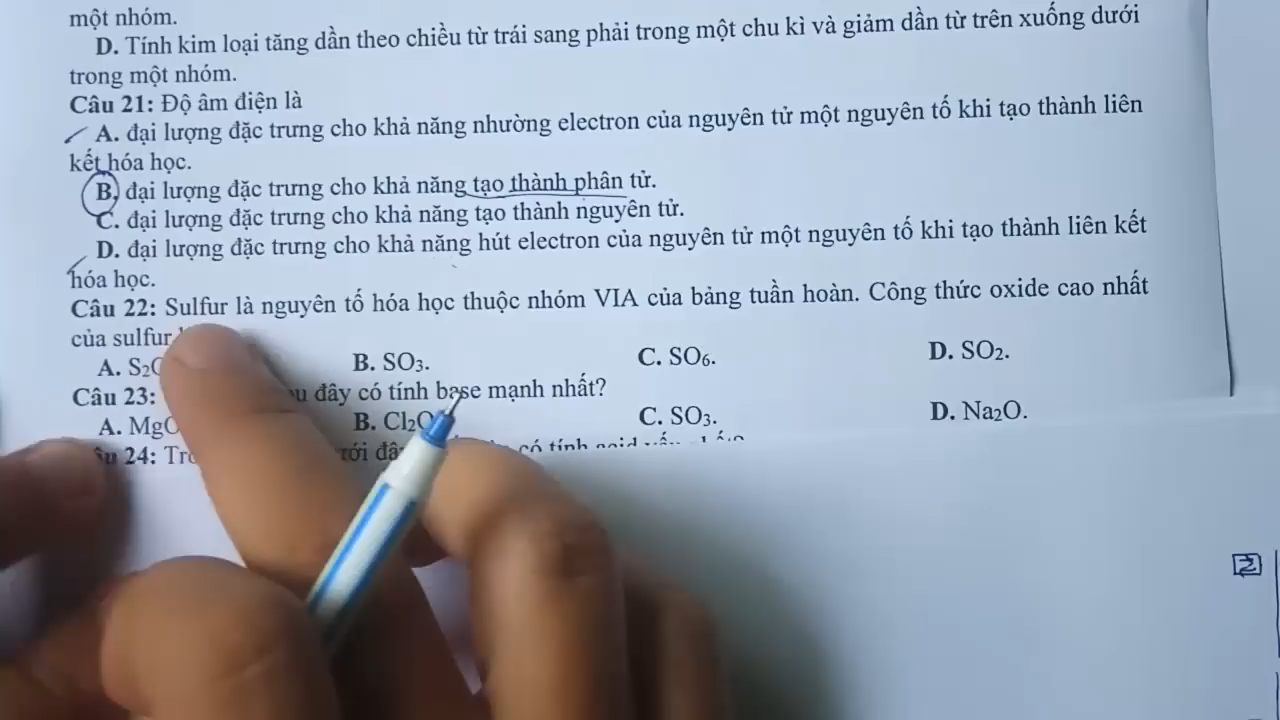 một nhóm.
D. Tính kim loại tăng dần theo chiều từ trái sang phải trong một chu kì và giảm dần từ trên xuống dưới
trong một nhóm.
Câu 21: Độ âm điện là
A. đại lượng đặc trưng cho khả năng nhường electron của nguyên tử một nguyên tố khi tạo thành liên
kết hóa học.
B. đại lượng đặc trưng cho khả năng tạo thành phân tử.
C. đại lượng đặc trưng cho khả năng tạo thành nguyên tử.
D. đại lượng đặc trưng cho khả năng hút electron của nguyên tử một nguyên tố khi tạo thành liên kết
hóa học.
Câu 22: Sulfur là nguyên tố hóa học thuộc nhóm VIA của bảng tuần hoàn. Công thức oxide cao nhất
của sulfur
A. B. SO₃. C. SO₆. D. SO₂.
Câu 23: đây có tính base mạnh nhất?
A. MgO B. Cl₂O C. SO₃. D. Na₂O.
24: có tính acid
2